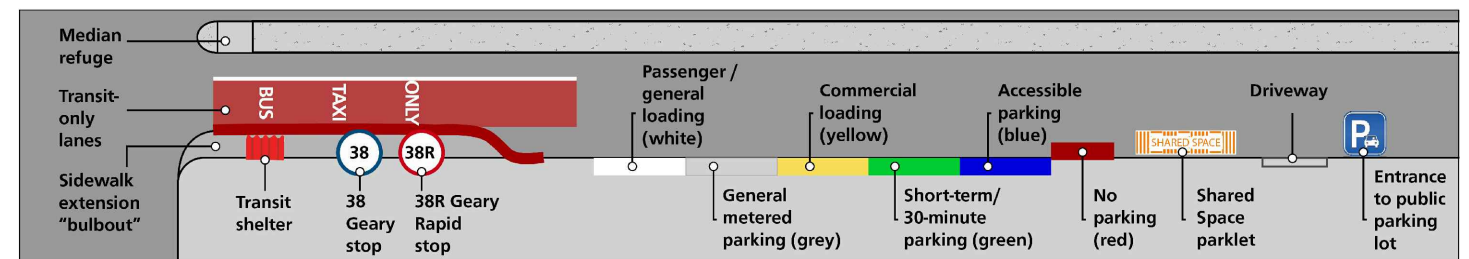 Median
refuge
Transit-
only
lanes
Sidewalk
extension
“bulbout”
BUS
TAXI
ONLY
38
38R
Transit
shelter
38
Geary
stop
38R Geary
Rapid
stop
Passenger /
general
loading
(white)
General
metered
parking (grey)
Commercial
loading
(yellow)
Short-term/
30-minute
parking (green)
Accessible
parking
(blue)
No
parking
(red)
SHARED SPACE
Shared
Space
parklet
Driveway
P
Entrance
to public
parking
lot